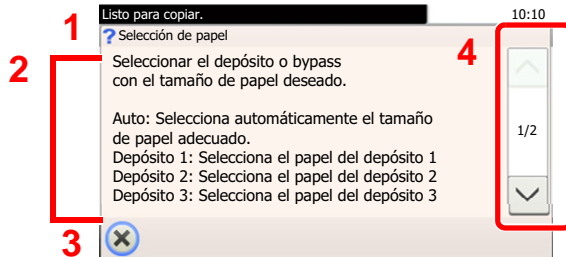 Listo para copiar.
10:10
1
? Selección de papel
2
4
Seleccionar el depósito o bypass
con el tamaño de papel deseado.
Auto: Selecciona automáticamente el tamaño
de papel adecuado.
1/2
Depósito 1: Selecciona el papel del depósito 1
Depósito 2: Selecciona el papel del depósito 2
Depósito 3: Selecciona el papel del depósito 3
3